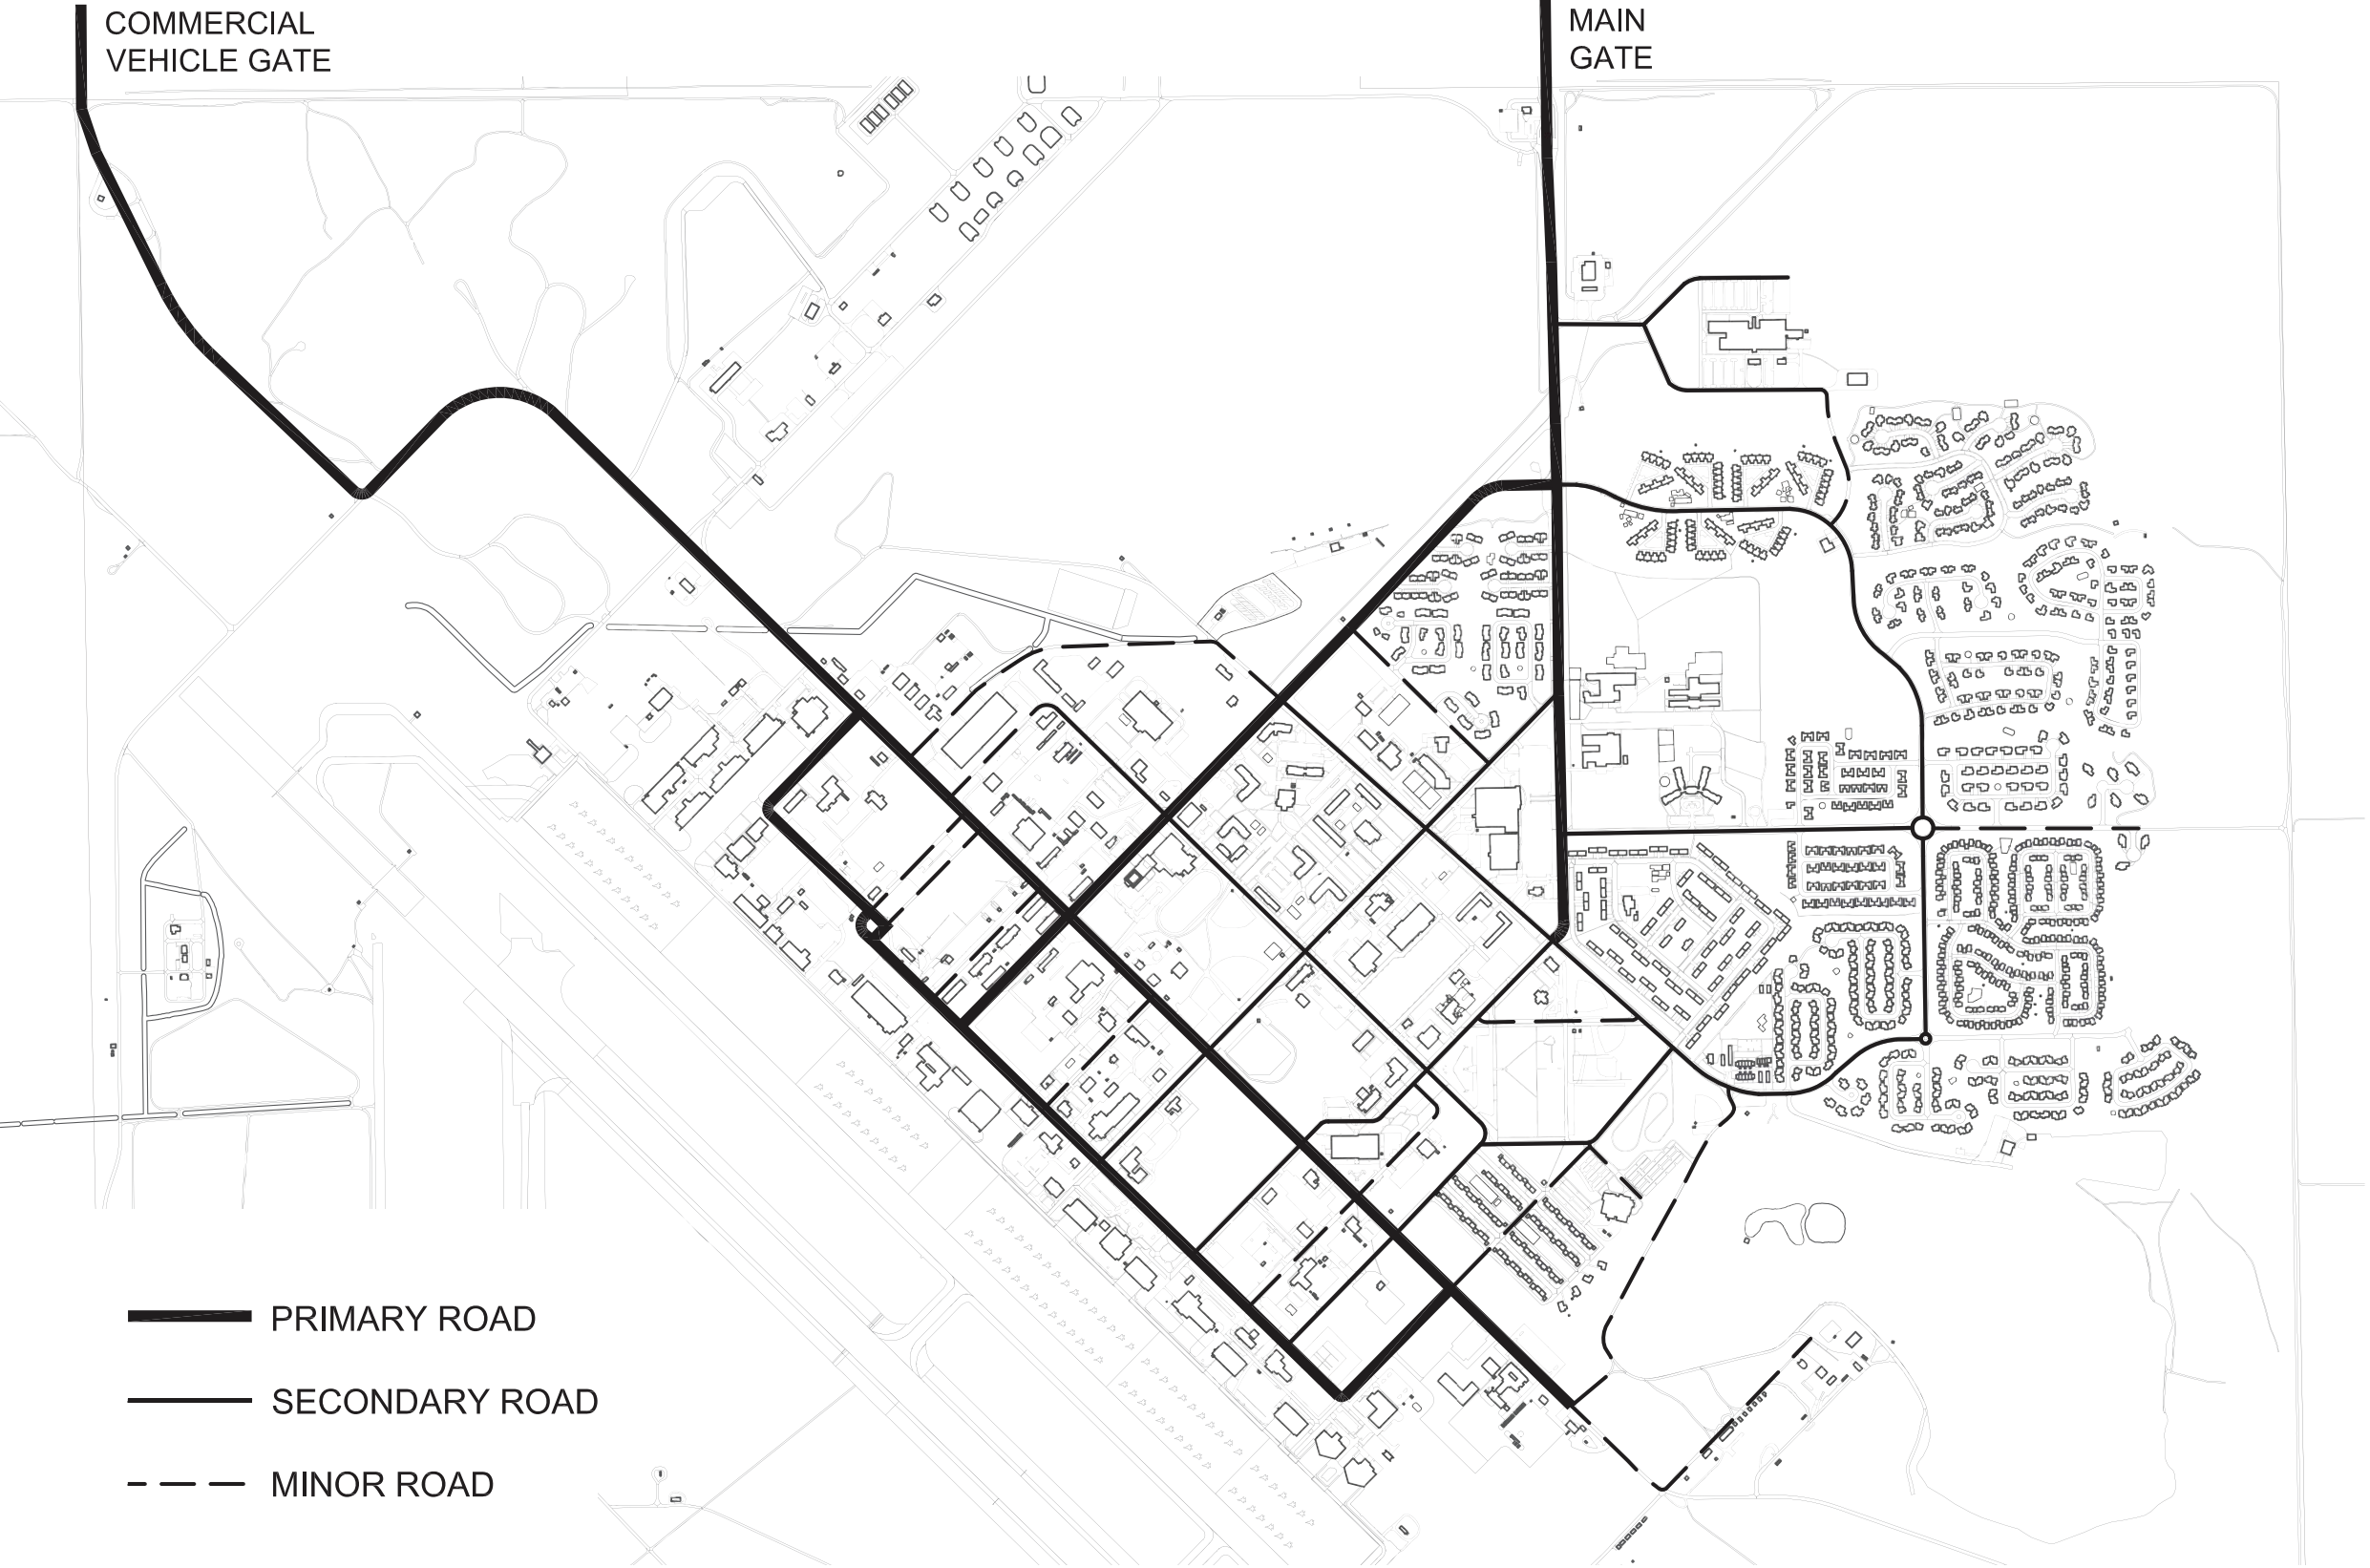 COMMERCIAL
VEHICLE GATE
MAIN
GATE
PRIMARY ROAD
SECONDARY ROAD
MINOR ROAD